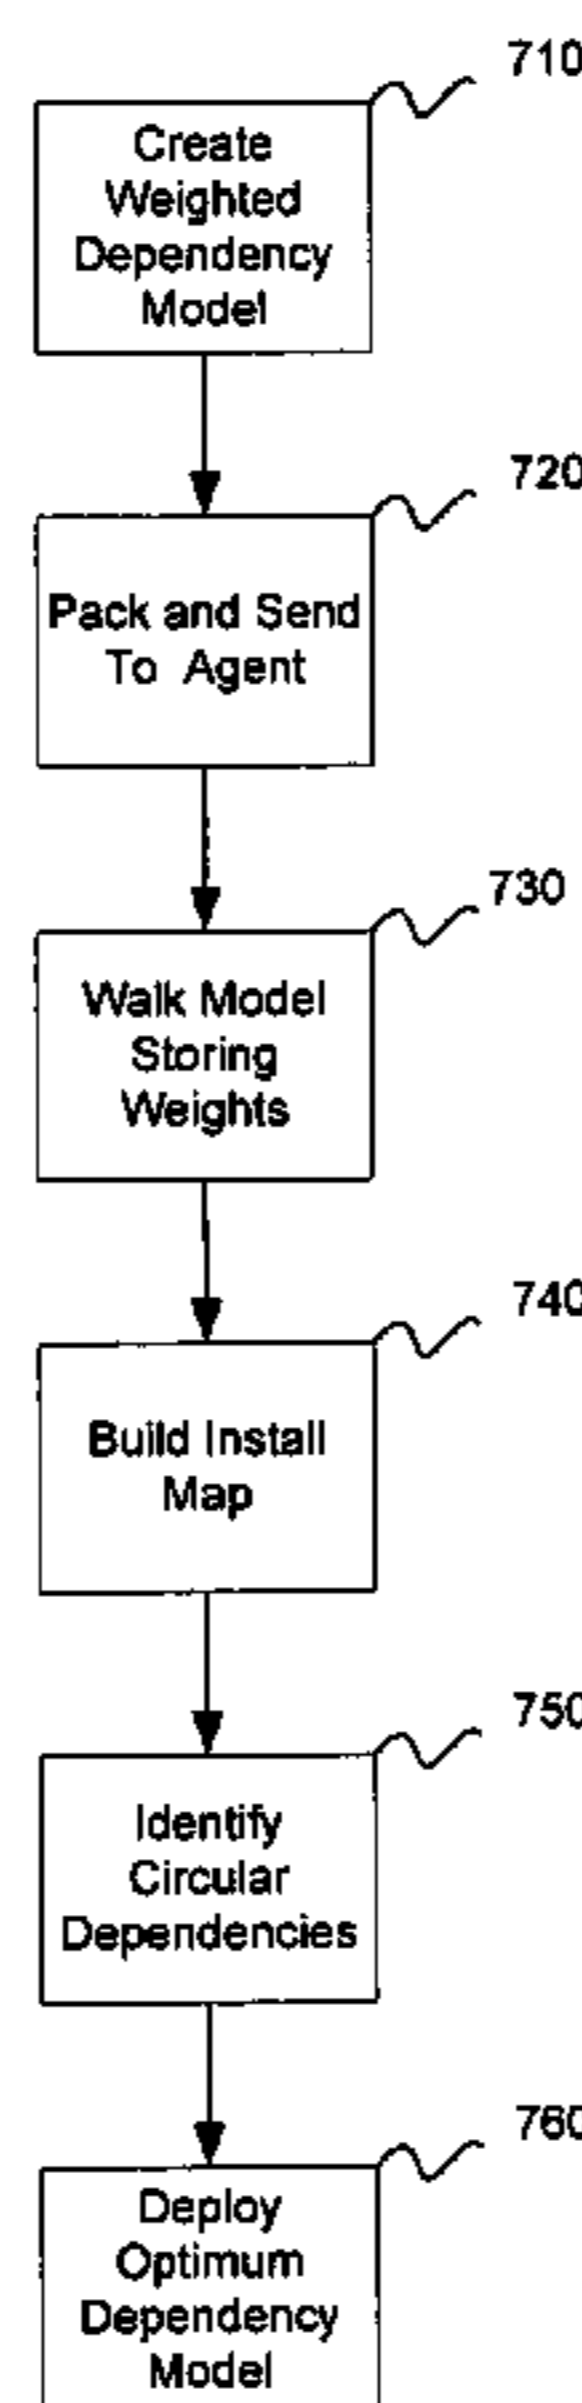 710
Create
Weighted
Dependency
Model
720
Pack and Send
To Agent
730
Walk Model
Storing
Weights
740
Build Install
Map
750
Identify
Circular
Dependencies
760
Deploy
Optimum
Dependency
Model